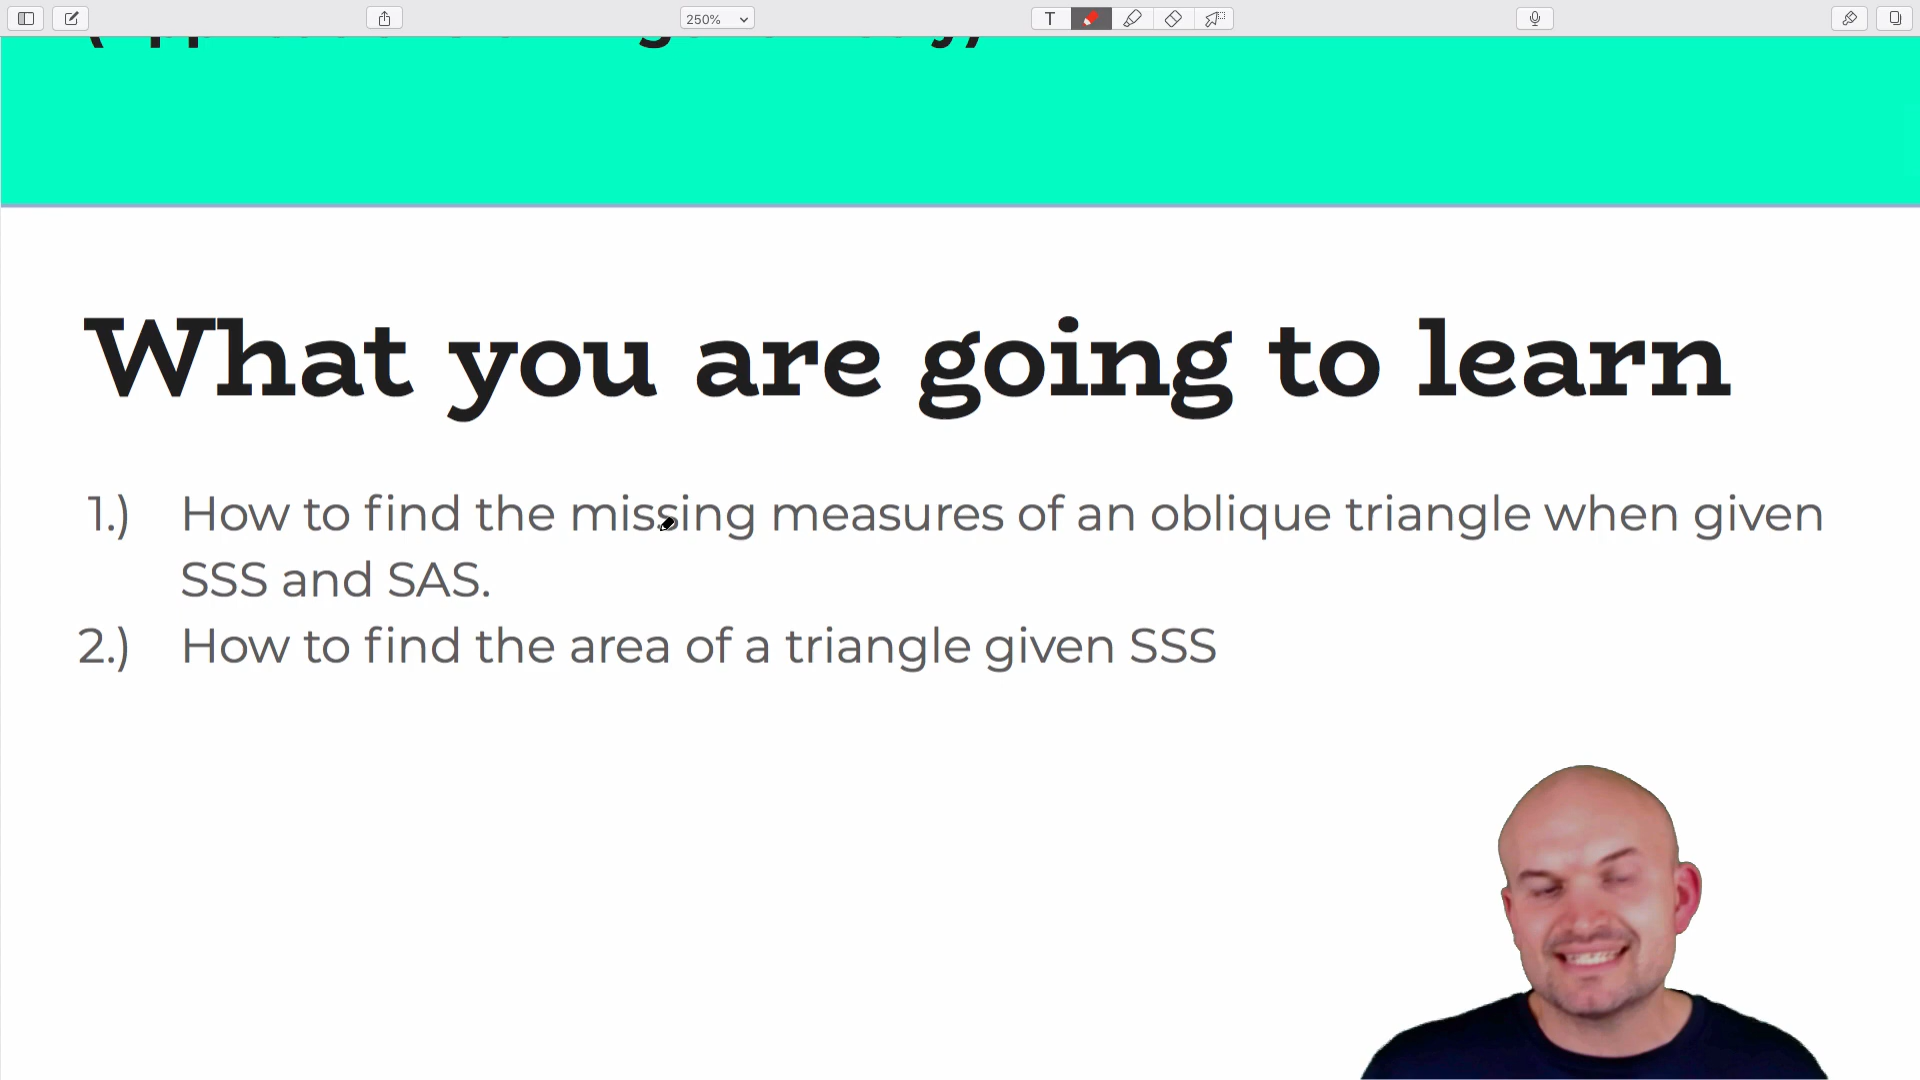 250%
T
What you are going to learn
1.) How to find the missing measures of an oblique triangle when given
SSS and SAS.
2.) How to find the area of a triangle given SSS